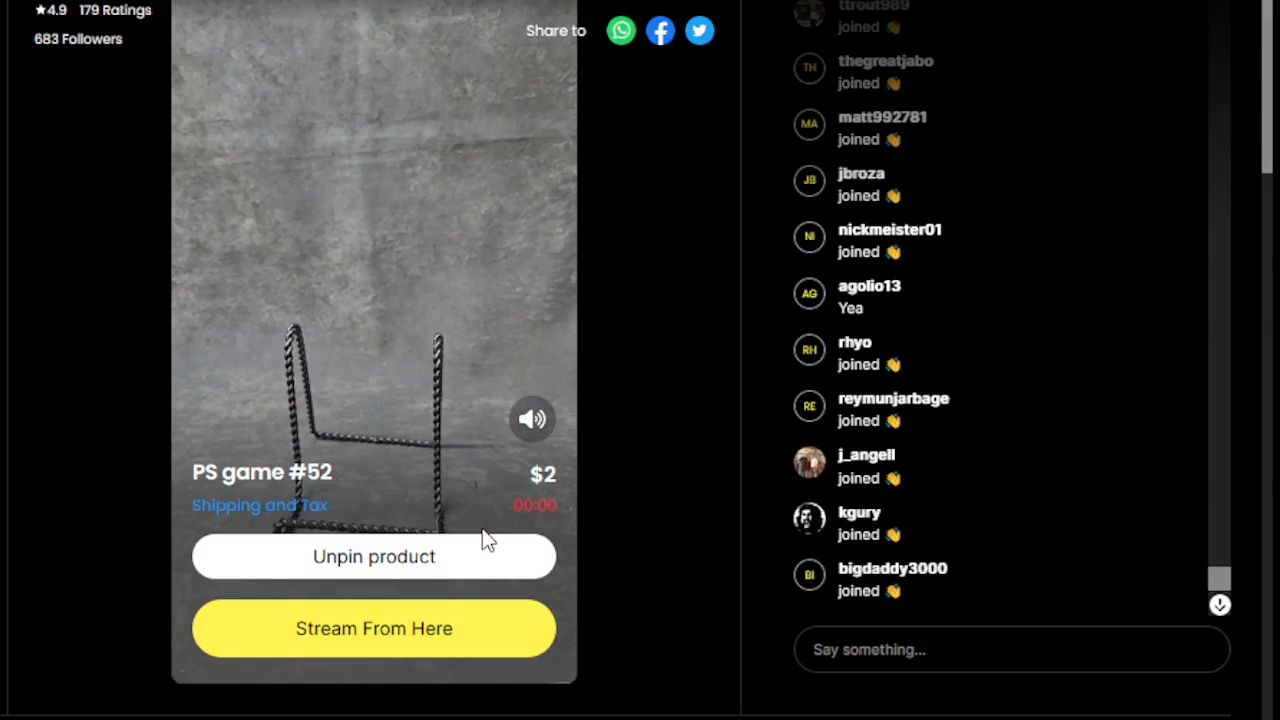 ★4.9 179 Ratings
683 Followers
Share to
PS game #52
$2
Shipping and Tax
00:00
Unpin product
Stream From Here
ttrout989
joined 👋
TH
thegreatjabo
joined 👋
MA
matt992781
joined 👋
JB
jbroza
joined 👋
NI
nickmeister01
joined 👋
AG
agolio13
Yea
RH
rhyo
joined 👋
RE
reymunjarbage
joined 👋
j_angell
joined 👋
kgury
joined 👋
BI
bigdaddy3000
joined 👋
Say something...